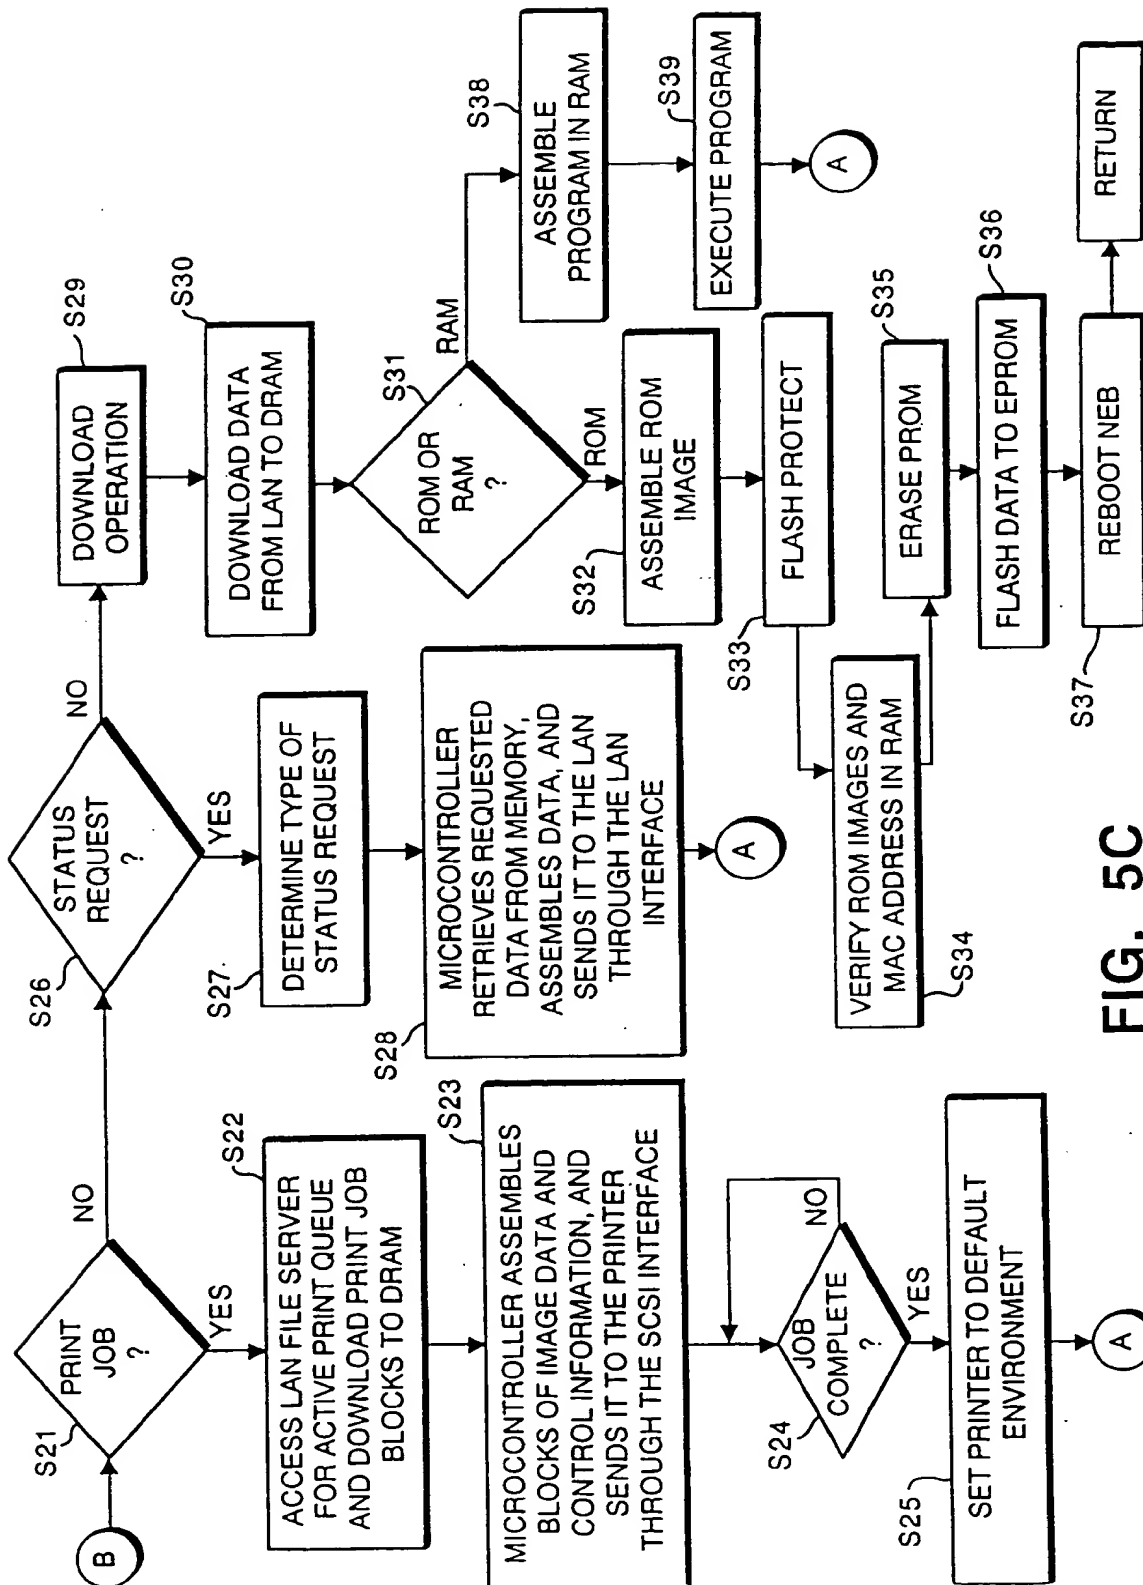 B
S21
PRINT
JOB
?
NO
YES
S22
ACCESS LAN FILE SERVER
FOR ACTIVE PRINT QUEUE
AND DOWNLOAD PRINT JOB
BLOCKS TO DRAM
S23
MICROCONTROLLER ASSEMBLES
BLOCKS OF IMAGE DATA AND
CONTROL INFORMATION, AND
SENDS IT TO THE PRINTER
THROUGH THE SCSI INTERFACE
S24
JOB
COMPLETE
?
NO
YES
S25
SET PRINTER TO DEFAULT
ENVIRONMENT
A
S26
STATUS
REQUEST
?
NO
YES
S27
DETERMINE TYPE OF
STATUS REQUEST
S28
MICROCONTROLLER
RETRIEVES REQUESTED
DATA FROM MEMORY,
ASSEMBLES DATA, AND
SENDS IT TO THE LAN
THROUGH THE LAN
INTERFACE
A
S29
DOWNLOAD
OPERATION
S30
DOWNLOAD DATA
FROM LAN TO DRAM
S31
ROM OR
RAM
?
RAM
ROM
S32
ASSEMBLE ROM
IMAGE
S33
FLASH PROTECT
VERIFY ROM IMAGES AND
MAC ADDRESS IN RAM
S34
S35
ERASE PROM
S36
FLASH DATA TO EPROM
S37
REBOOT NEB
RETURN
S38
ASSEMBLE
PROGRAM IN RAM
S39
EXECUTE PROGRAM
A
FIG. 5C